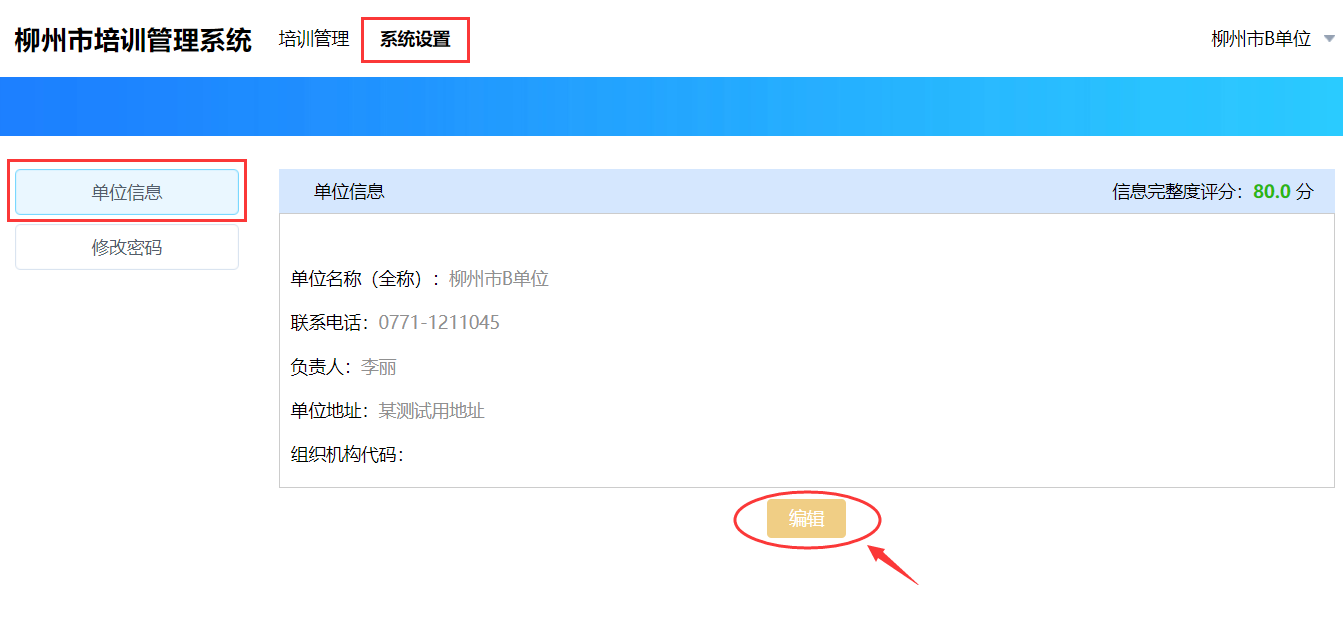 柳州市培训管理系统 培训管理 系统设置 柳州市B单位
单位信息
修改密码
单位信息 信息完整度评分：80.0 分
单位名称（全称）：柳州市B单位
联系电话：0771-1211045
负责人：李丽
单位地址：某测试用地址
组织机构代码：
编辑